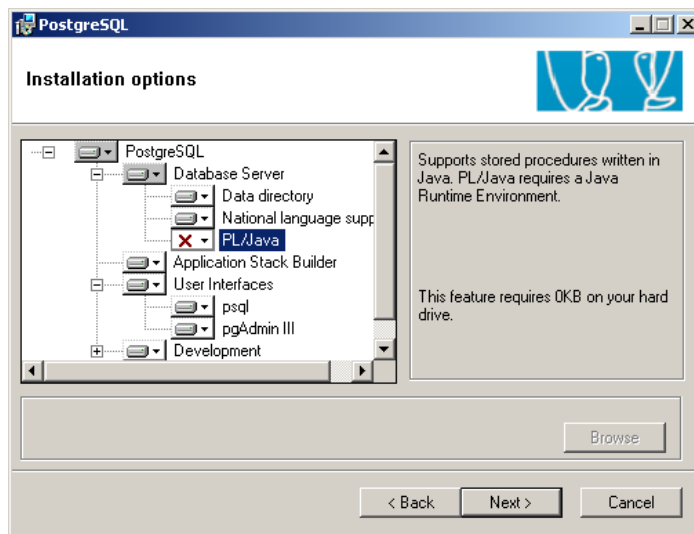 PostgreSQL
Installation options
PostgreSQL
Database Server
Data directory
National language supp
PL/Java
Application Stack Builder
User Interfaces
psql
pgAdmin III
Development
Supports stored procedures written in
Java. PL/Java requires a Java
Runtime Environment.
This feature requires 0KB on your hard
drive.
Browse
< Back
Next >
Cancel